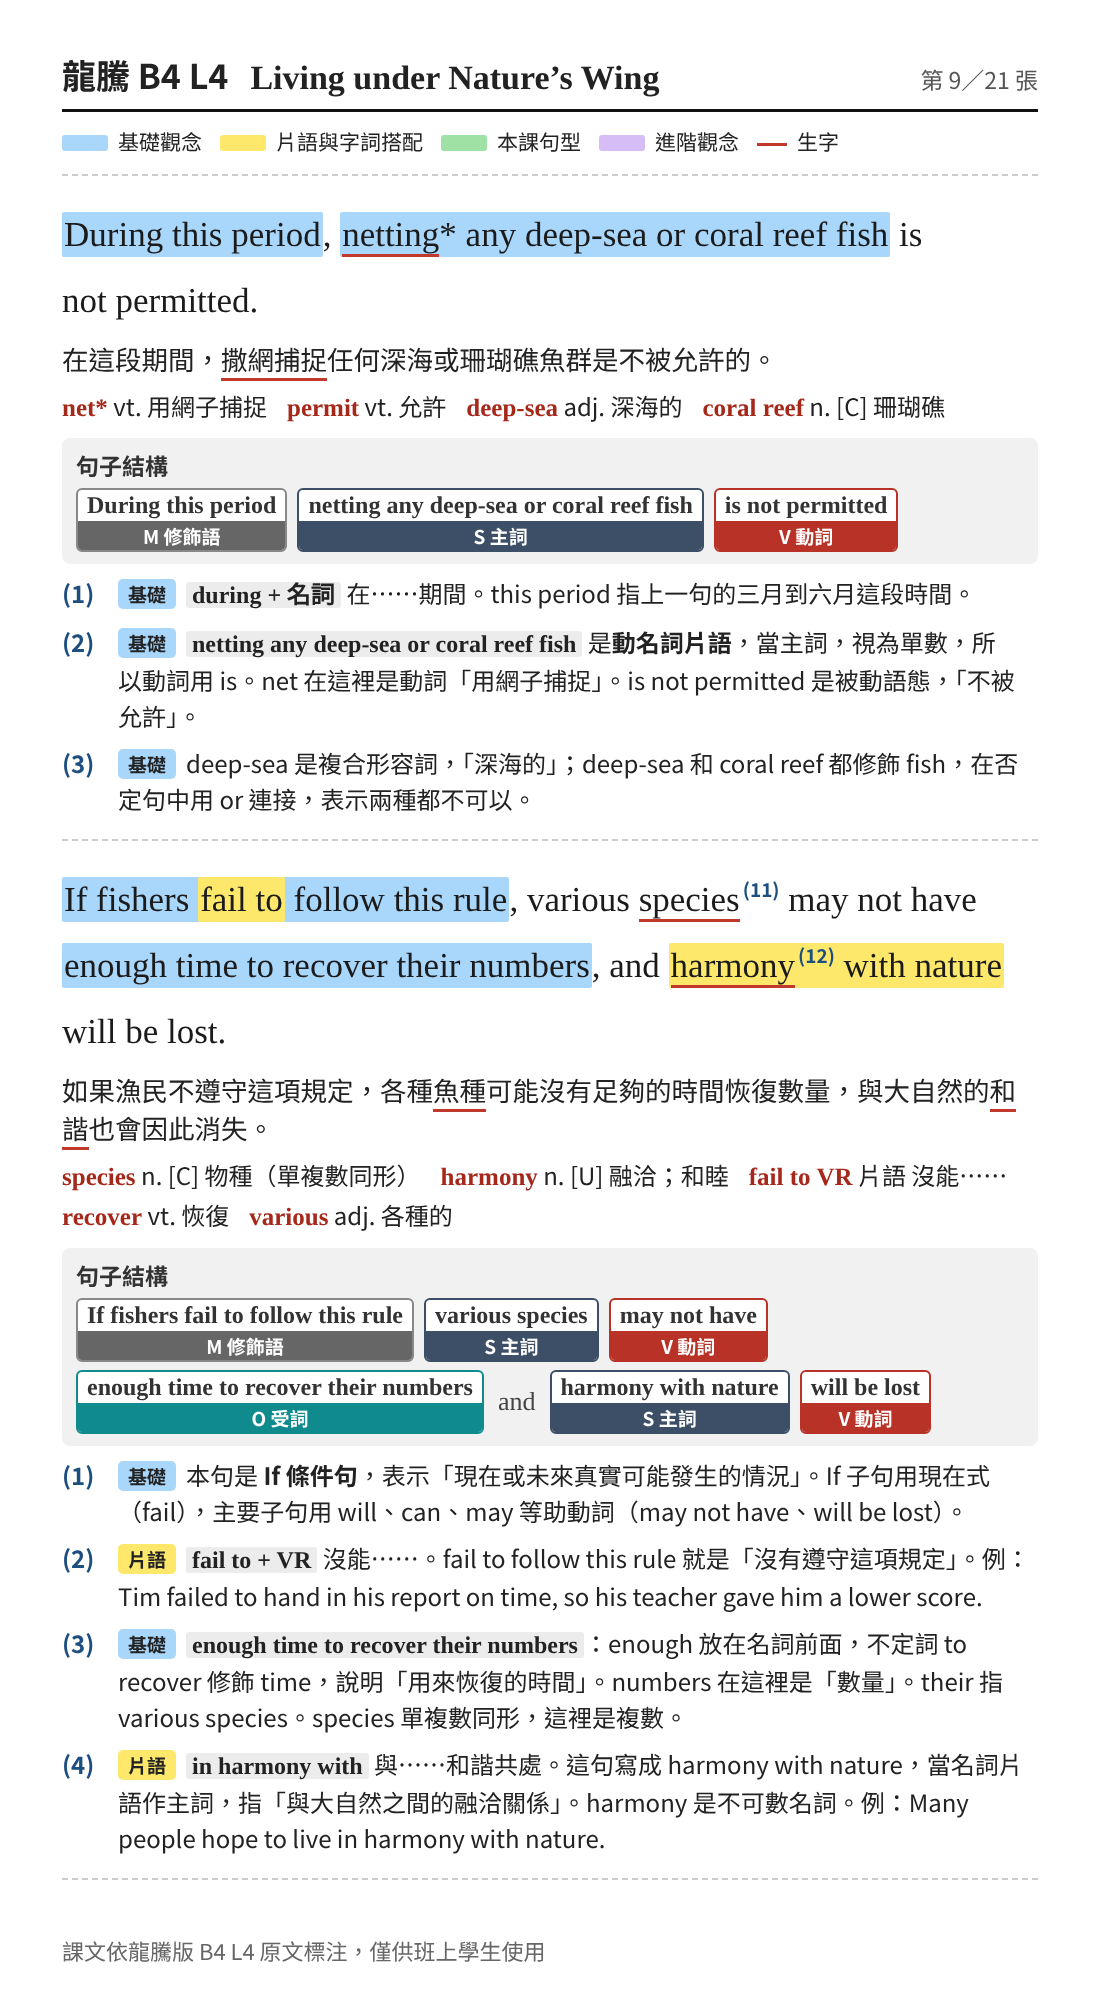 龍騰 B4 L4 Living under Nature’s Wing 第 9／21 張
基礎觀念 片語與字詞搭配 本課句型 進階觀念 生字
During this period, netting* any deep-sea or coral reef fish is
not permitted.
在這段期間，撒網捕捉任何深海或珊瑚礁魚群是不被允許的。
net* vt. 用網子捕捉 permit vt. 允許 deep-sea adj. 深海的 coral reef n. [C] 珊瑚礁
句子結構
During this period netting any deep-sea or coral reef fish is not permitted
M 修飾語 S 主詞 V 動詞
(1) 基礎 during + 名詞 在⋯⋯期間。this period 指上一句的三月到六月這段時間。
(2) 基礎 netting any deep-sea or coral reef fish 是動名詞片語，當主詞，視為單數，所
以動詞用 is。net 在這裡是動詞「用網子捕捉」。is not permitted 是被動語態，「不被
允許」。
(3) 基礎 deep-sea 是複合形容詞，「深海的」；deep-sea 和 coral reef 都修飾 fish，在否
定句中用 or 連接，表示兩種都不可以。
If fishers fail to follow this rule, various species(11) may not have
enough time to recover their numbers, and harmony(12) with nature
will be lost.
如果漁民不遵守這項規定，各種魚種可能沒有足夠的時間恢復數量，與大自然的和
諧也會因此消失。
species n. [C] 物種（單複數同形） harmony n. [U] 融洽；和睦 fail to VR 片語 沒能⋯⋯
recover vt. 恢復 various adj. 各種的
句子結構
If fishers fail to follow this rule various species may not have
M 修飾語 S 主詞 V 動詞
enough time to recover their numbers and harmony with nature will be lost
O 受詞 S 主詞 V 動詞
(1) 基礎 本句是 If 條件句，表示「現在或未來真實可能發生的情況」。If 子句用現在式
（fail），主要子句用 will、can、may 等助動詞（may not have、will be lost）。
(2) 片語 fail to + VR 沒能⋯⋯。fail to follow this rule 就是「沒有遵守這項規定」。例：
Tim failed to hand in his report on time, so his teacher gave him a lower score.
(3) 基礎 enough time to recover their numbers：enough 放在名詞前面，不定詞 to
recover 修飾 time，說明「用來恢復的時間」。numbers 在這裡是「數量」。their 指
various species。species 單複數同形，這裡是複數。
(4) 片語 in harmony with 與⋯⋯和諧共處。這句寫成 harmony with nature，當名詞片
語作主詞，指「與大自然之間的融洽關係」。harmony 是不可數名詞。例：Many
people hope to live in harmony with nature.
課文依龍騰版 B4 L4 原文標注，僅供班上學生使用